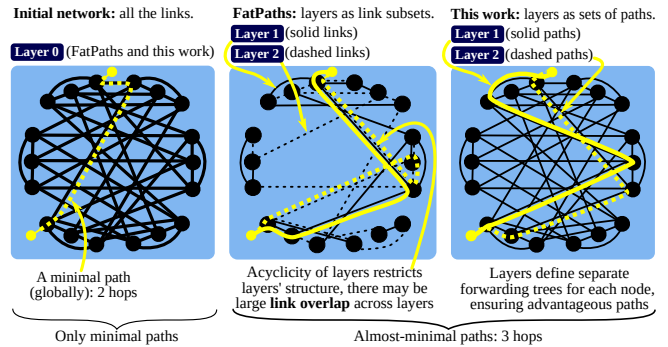 Initial network: all the links.
Layer 0 (FatPaths and this work)
A minimal path
(globally): 2 hops
Only minimal paths
FatPaths: layers as link subsets.
Layer 1 (solid links)
Layer 2 (dashed links)
Acyclicity of layers restricts
layers' structure, there may be
large link overlap across layers
This work: layers as sets of paths.
Layer 1 (solid paths)
Layer 2 (dashed paths)
Layers define separate
forwarding trees for each node,
ensuring advantageous paths
Almost-minimal paths: 3 hops